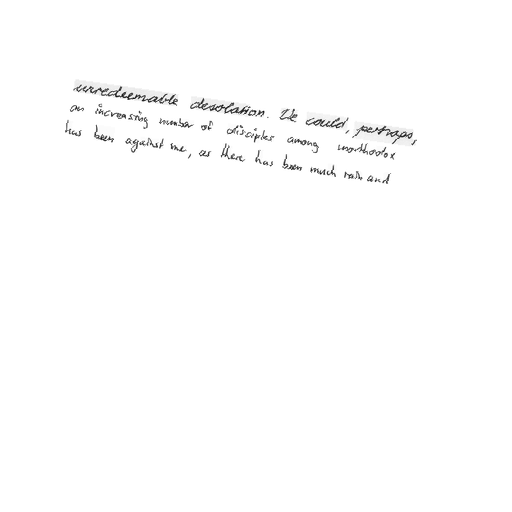 unredeemable desolation. He could, perhaps,
an increasing number of disciples among unorthodox
has been against me, as there has been much rain and